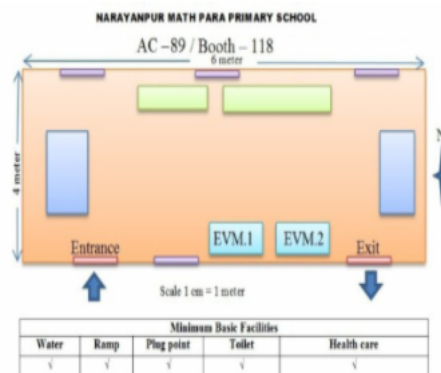 NARAYANPUR MATH PARA PRIMARY SCHOOL
AC –89 / Booth – 118
6 meter
4 meter
N
EVM.1 EVM.2
Entrance Exit
Scale 1 cm = 1 meter
Minimum Basic Facilities
Water Ramp Plug point Toilet Health care
√ √ √ √ √